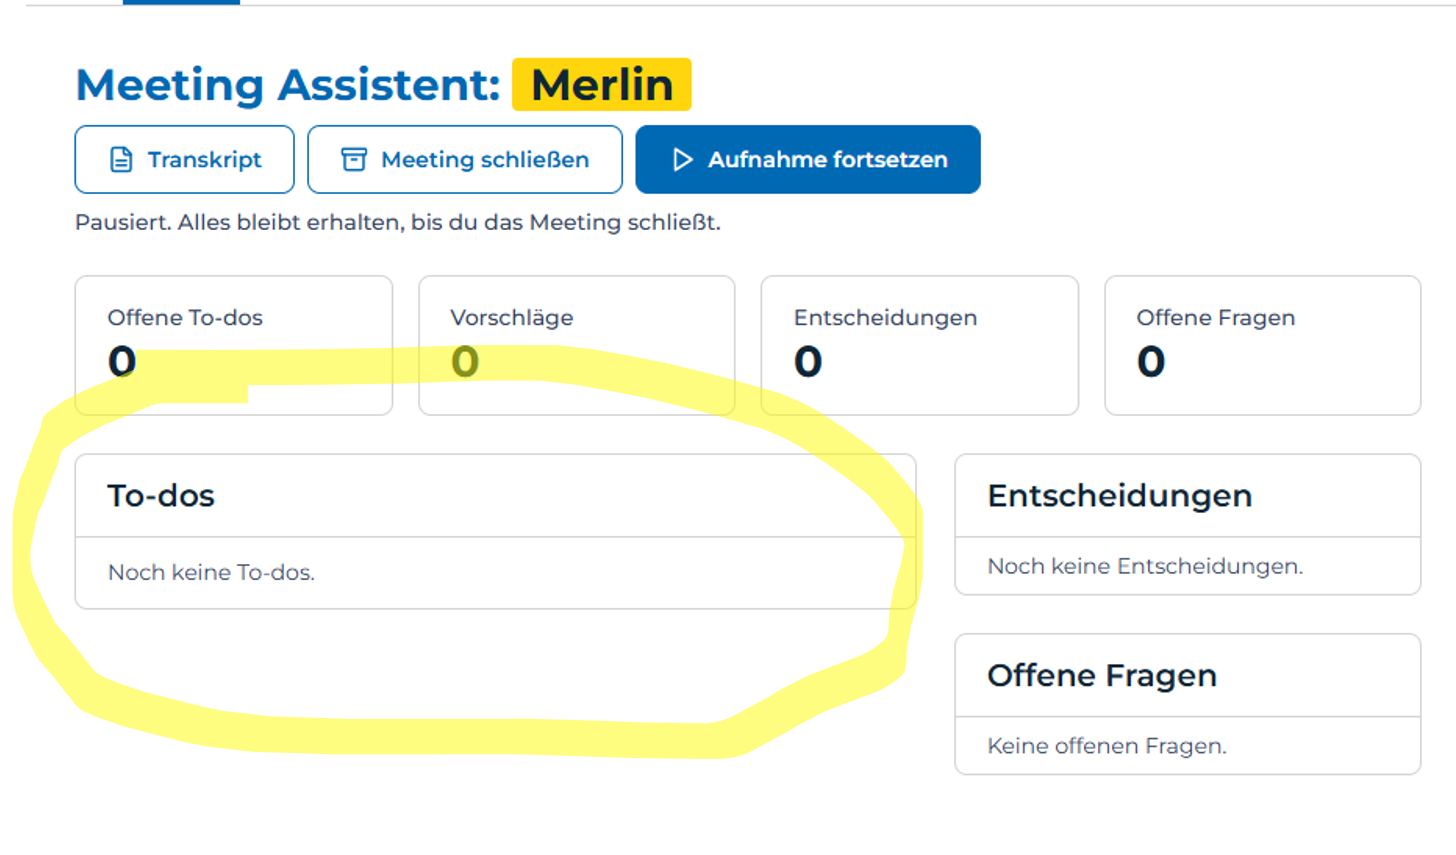 Meeting Assistent: Merlin
Transkript
Meeting schließen
Aufnahme fortsetzen
Pausiert. Alles bleibt erhalten, bis du das Meeting schließt.
Offene To-dos
0
Vorschläge
0
Entscheidungen
0
Offene Fragen
0
To-dos
Noch keine To-dos.
Entscheidungen
Noch keine Entscheidungen.
Offene Fragen
Keine offenen Fragen.